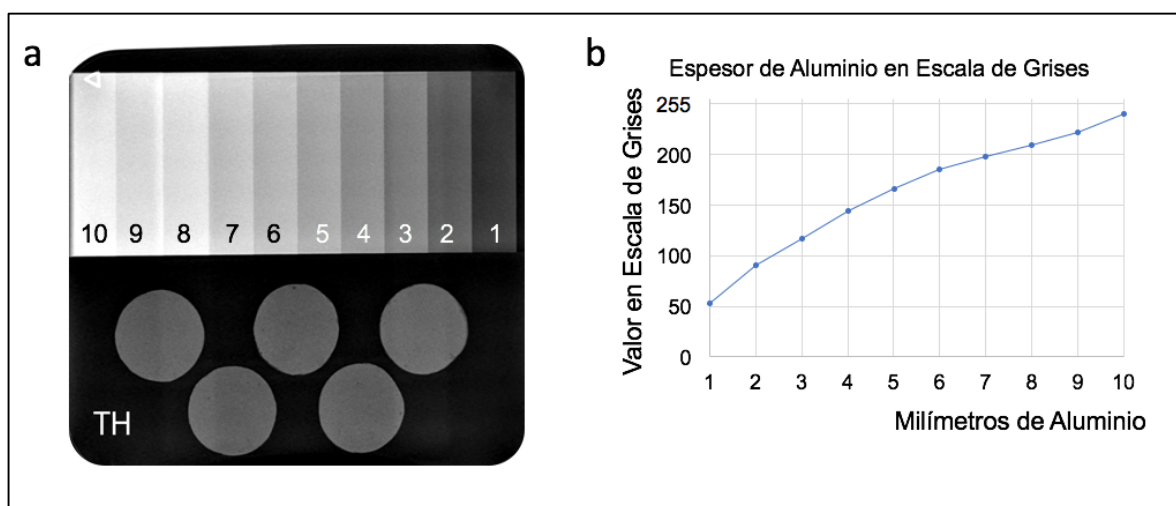 a
10 9 8 7 6 5 4 3 2 1
TH
b
Espesor de Aluminio en Escala de Grises
Valor en Escala de Grises
255
200
150
100
50
0
1 2 3 4 5 6 7 8 9 10
Milímetros de Aluminio